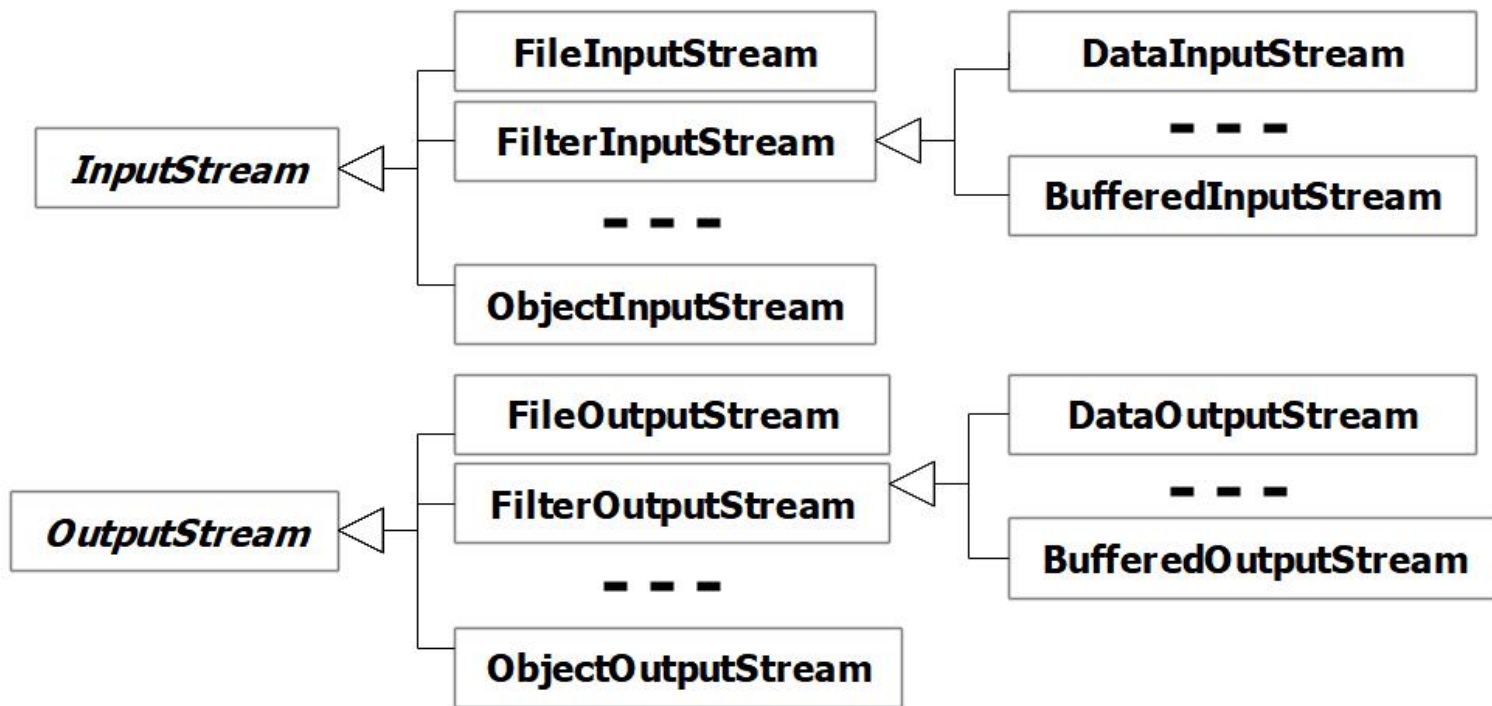 FileInputStream
DataInputStream
FilterInputStream
InputStream
BufferedInputStream
ObjectInputStream
FileOutputStream
DataOutputStream
FilterOutputStream
OutputStream
BufferedOutputStream
ObjectOutputStream